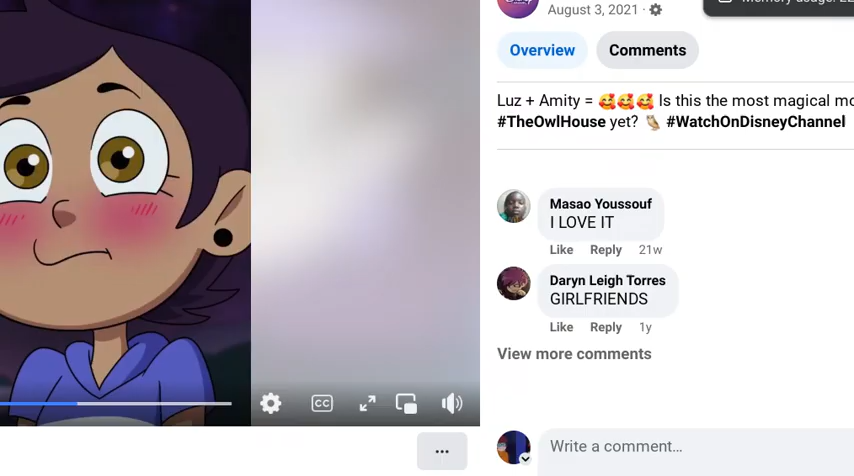 August 3, 2021 ·
Overview Comments
Luz + Amity = 🥰🥰🥰 Is this the most magical
#TheOwlHouse yet? 🦉 #WatchOnDisneyChannel
Masao Youssouf
I LOVE IT
Like Reply 21w
Daryn Leigh Torres
GIRLFRIENDS
Like Reply 1y
View more comments
CC
Write a comment...